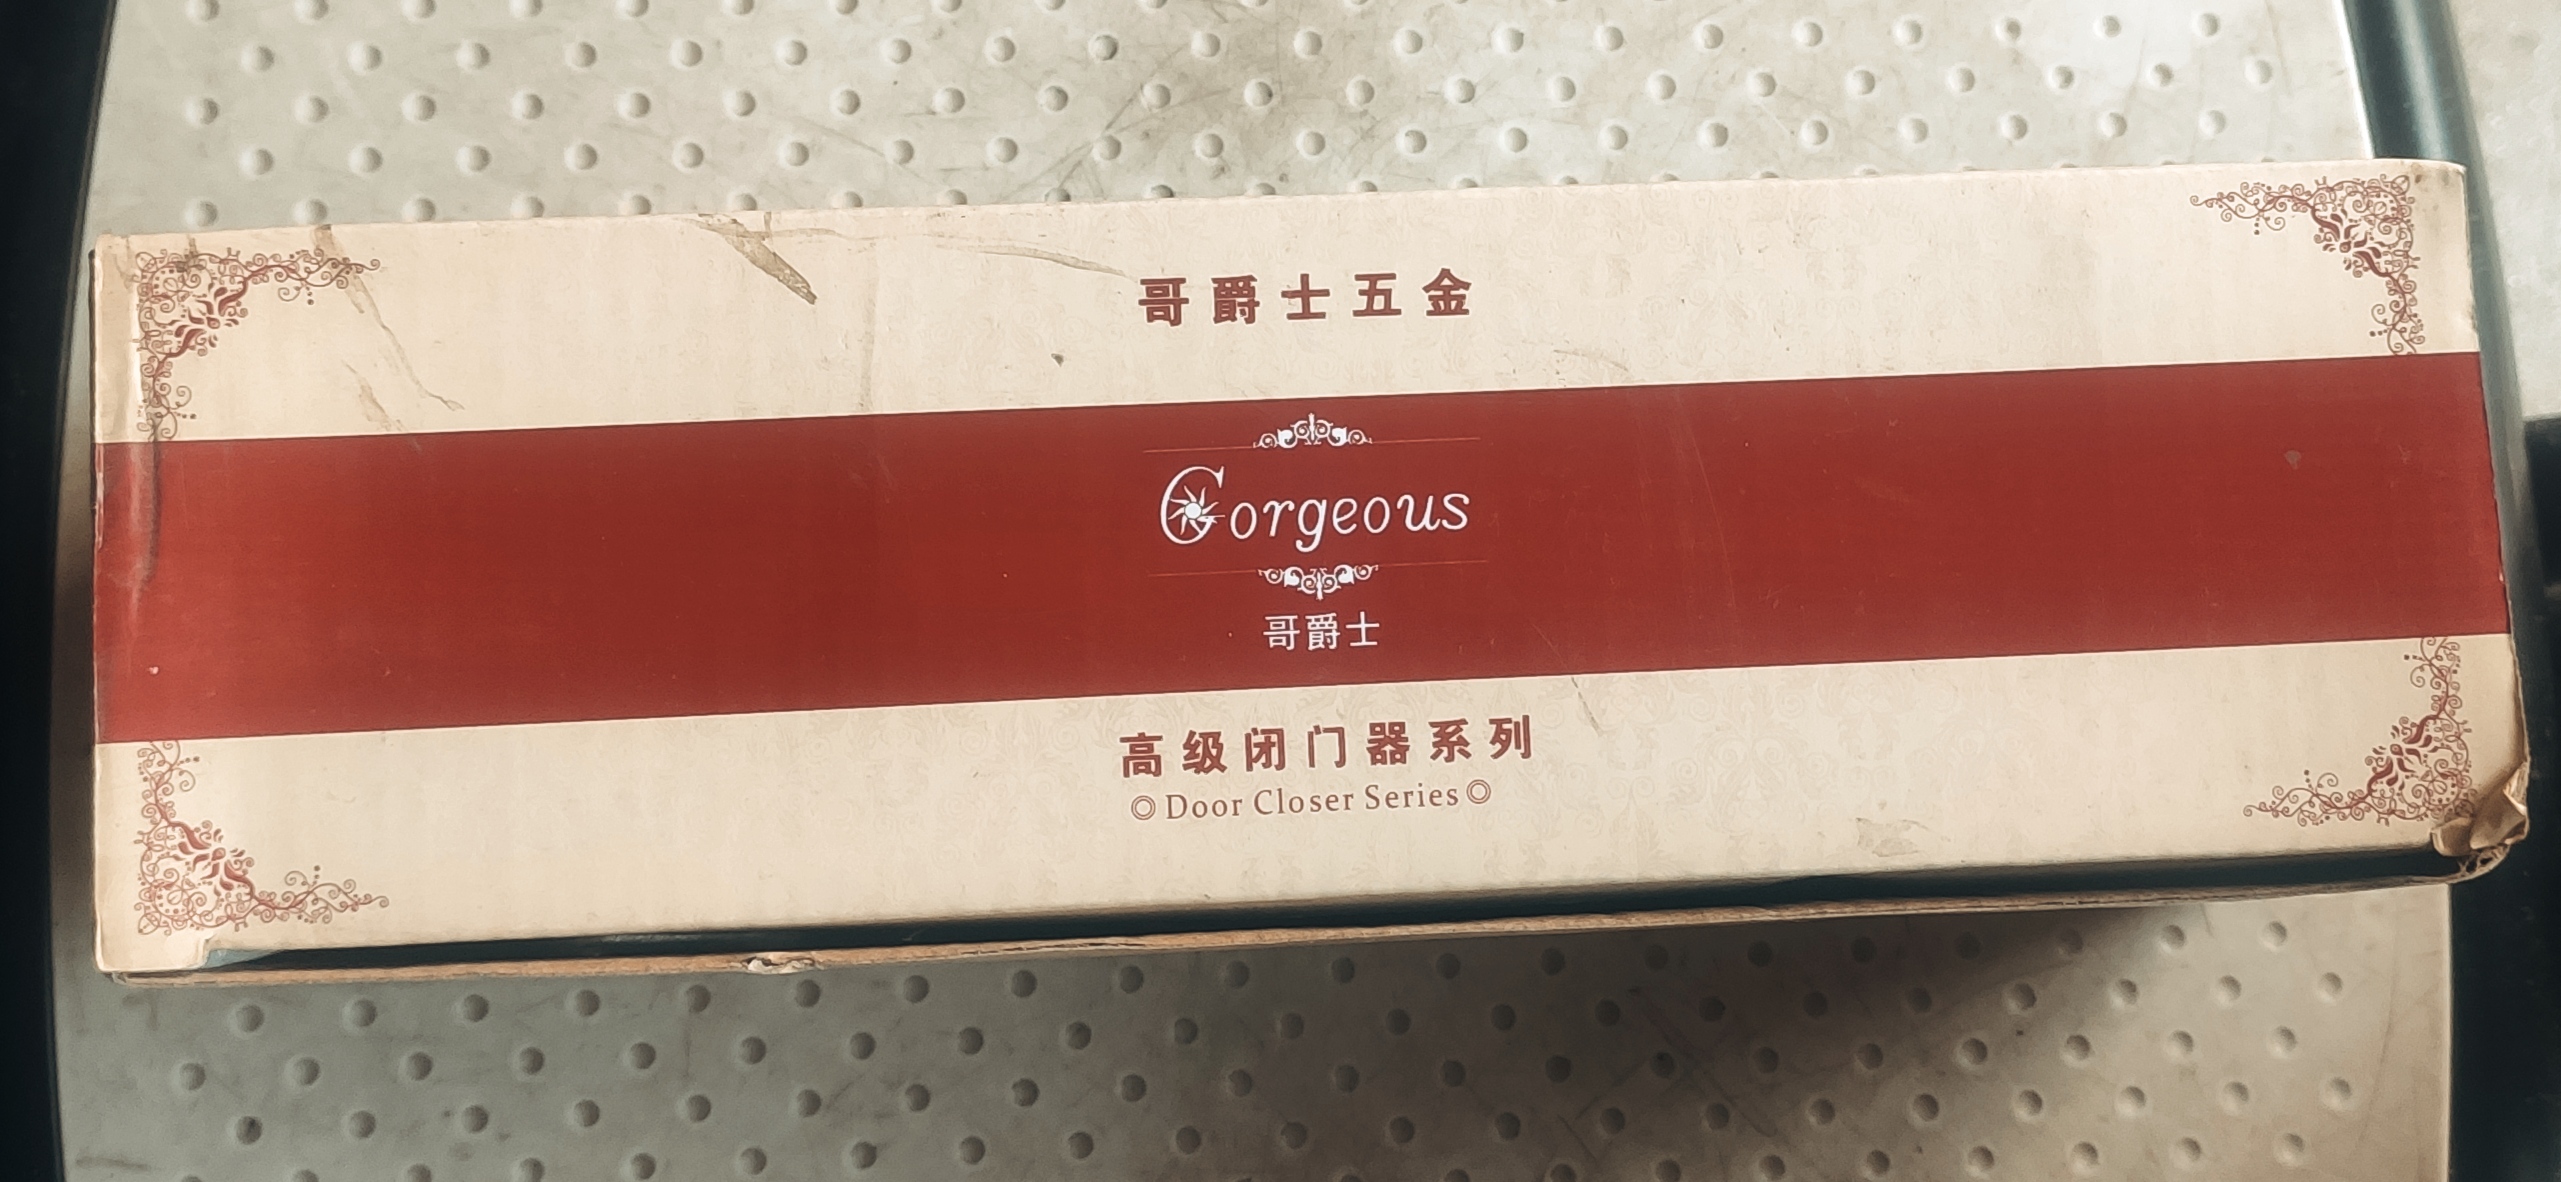 哥爵士五金
Gorgeous
哥爵士
高级闭门器系列
◎Door Closer Series◎